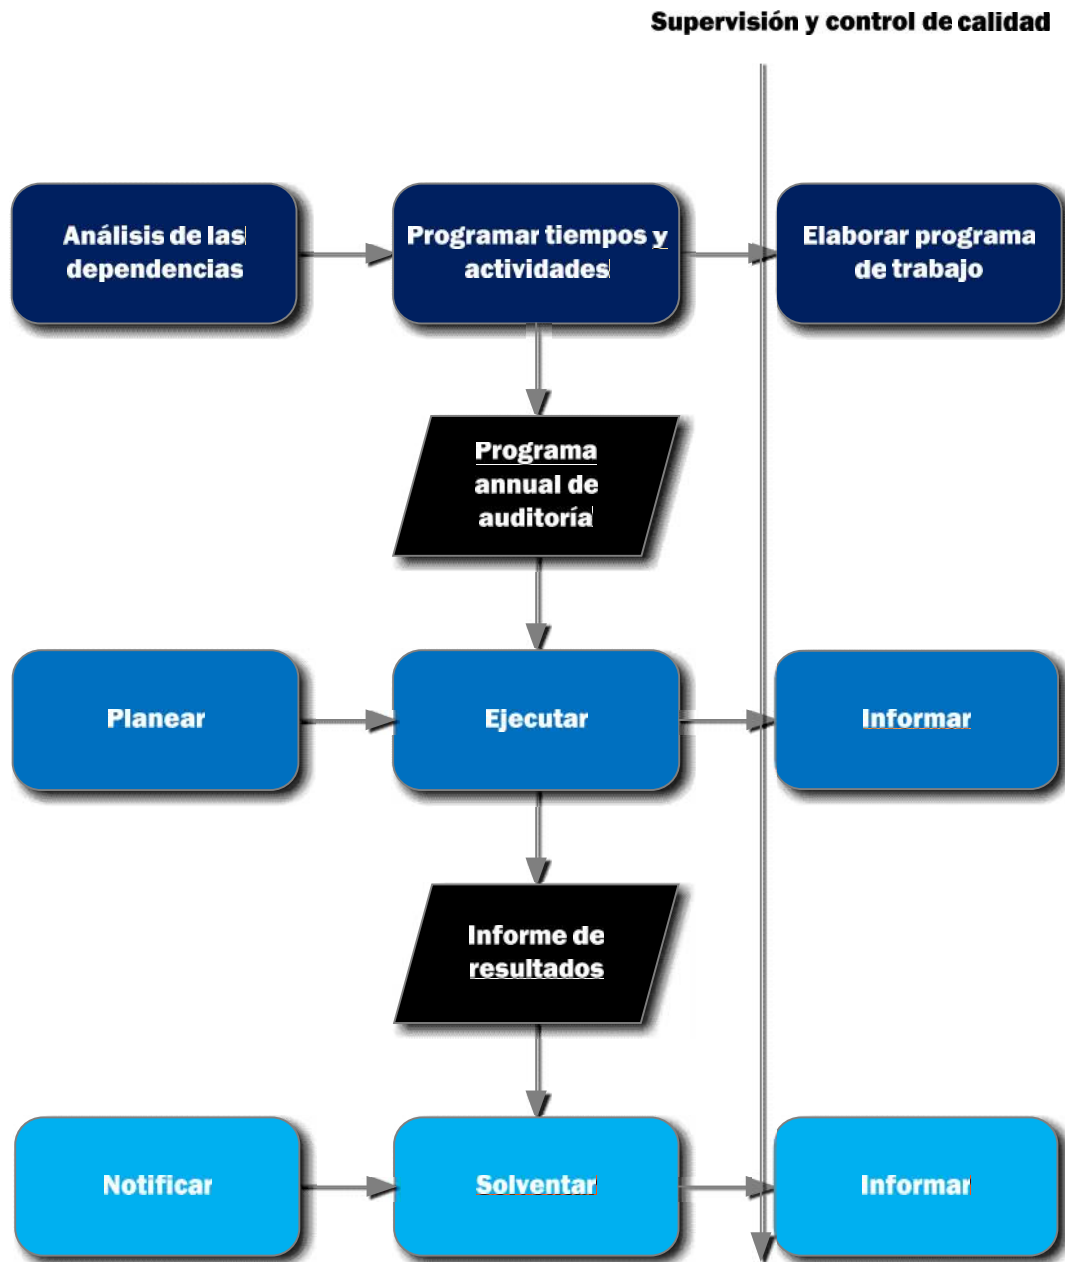 Supervisión y control de calidad
Análisis de las
dependencias
Programar tiempos y
actividades
Elaborar programa
de trabajo
Programa
annual de
auditoría
Planear
Ejecutar
Informar
Informe de
resultados
Notificar
Solventar
Informar